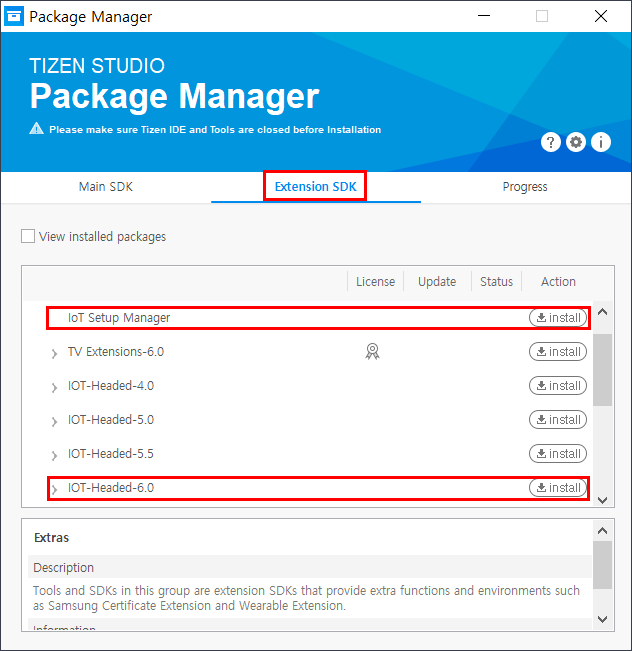 Package Manager
TIZEN STUDIO
Package Manager
Please make sure Tizen IDE and Tools are closed before Installation
? i
Main SDK Extension SDK Progress
View installed packages
License Update Status Action
IoT Setup Manager install
TV Extensions-6.0 install
IOT-Headed-4.0 install
IOT-Headed-5.0 install
IOT-Headed-5.5 install
IOT-Headed-6.0 install
Extras
Description
Tools and SDKs in this group are extension SDKs that provide extra functions and environments such
as Samsung Certificate Extension and Wearable Extension.
Information